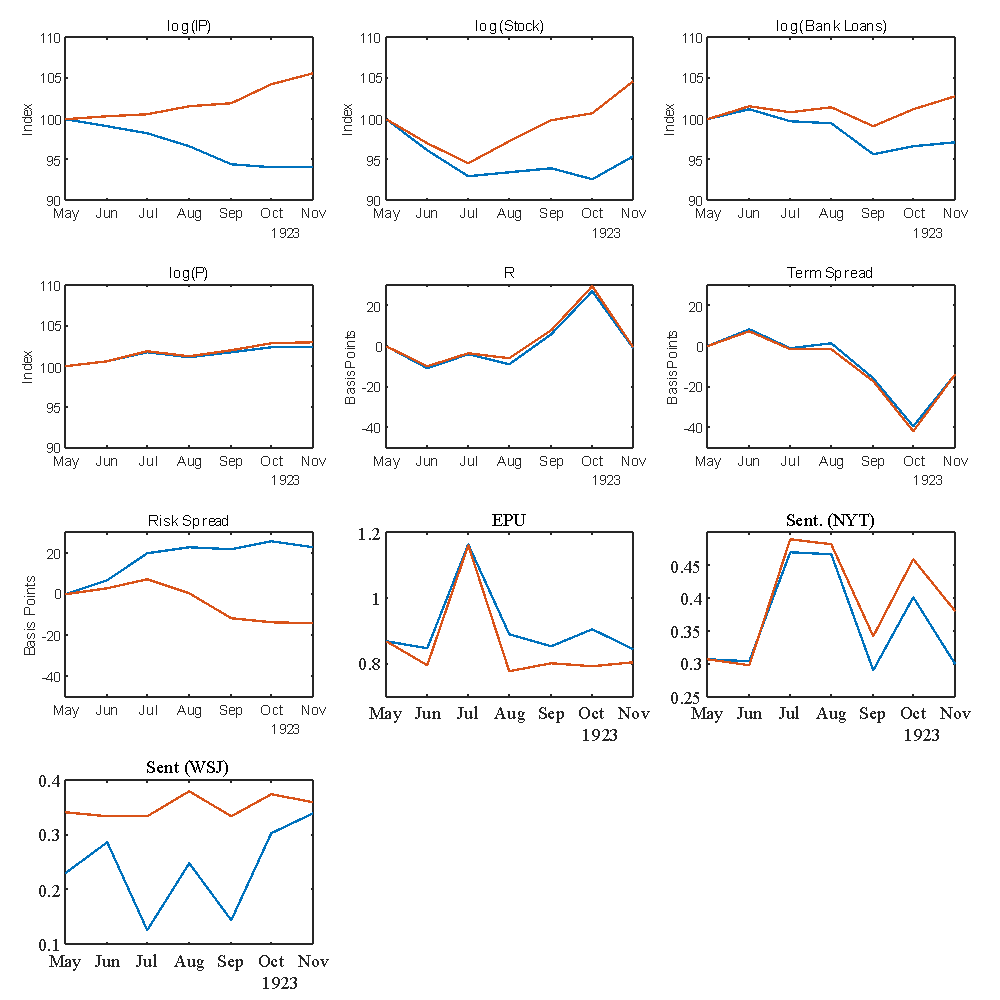 log(IP)
110
105
100
95
90
Index
May Jun Jul Aug Sep Oct Nov
1923
log(Stock)
110
105
100
95
90
Index
May Jun Jul Aug Sep Oct Nov
1923
log(Bank Loans)
110
105
100
95
90
Index
May Jun Jul Aug Sep Oct Nov
1923
log(P)
110
105
100
95
90
Index
May Jun Jul Aug Sep Oct Nov
1923
R
20
0
-20
-40
Basis Points
May Jun Jul Aug Sep Oct Nov
1923
Term Spread
20
0
-20
-40
Basis Points
May Jun Jul Aug Sep Oct Nov
1923
Risk Spread
20
0
-20
-40
Basis Points
May Jun Jul Aug Sep Oct Nov
1923
EPU
1.2
1
0.8
May Jun Jul Aug Sep Oct Nov
1923
Sent. (NYT)
0.45
0.4
0.35
0.3
0.25
May Jun Jul Aug Sep Oct Nov
1923
Sent (WSJ)
0.4
0.3
0.2
0.1
May Jun Jul Aug Sep Oct Nov
1923